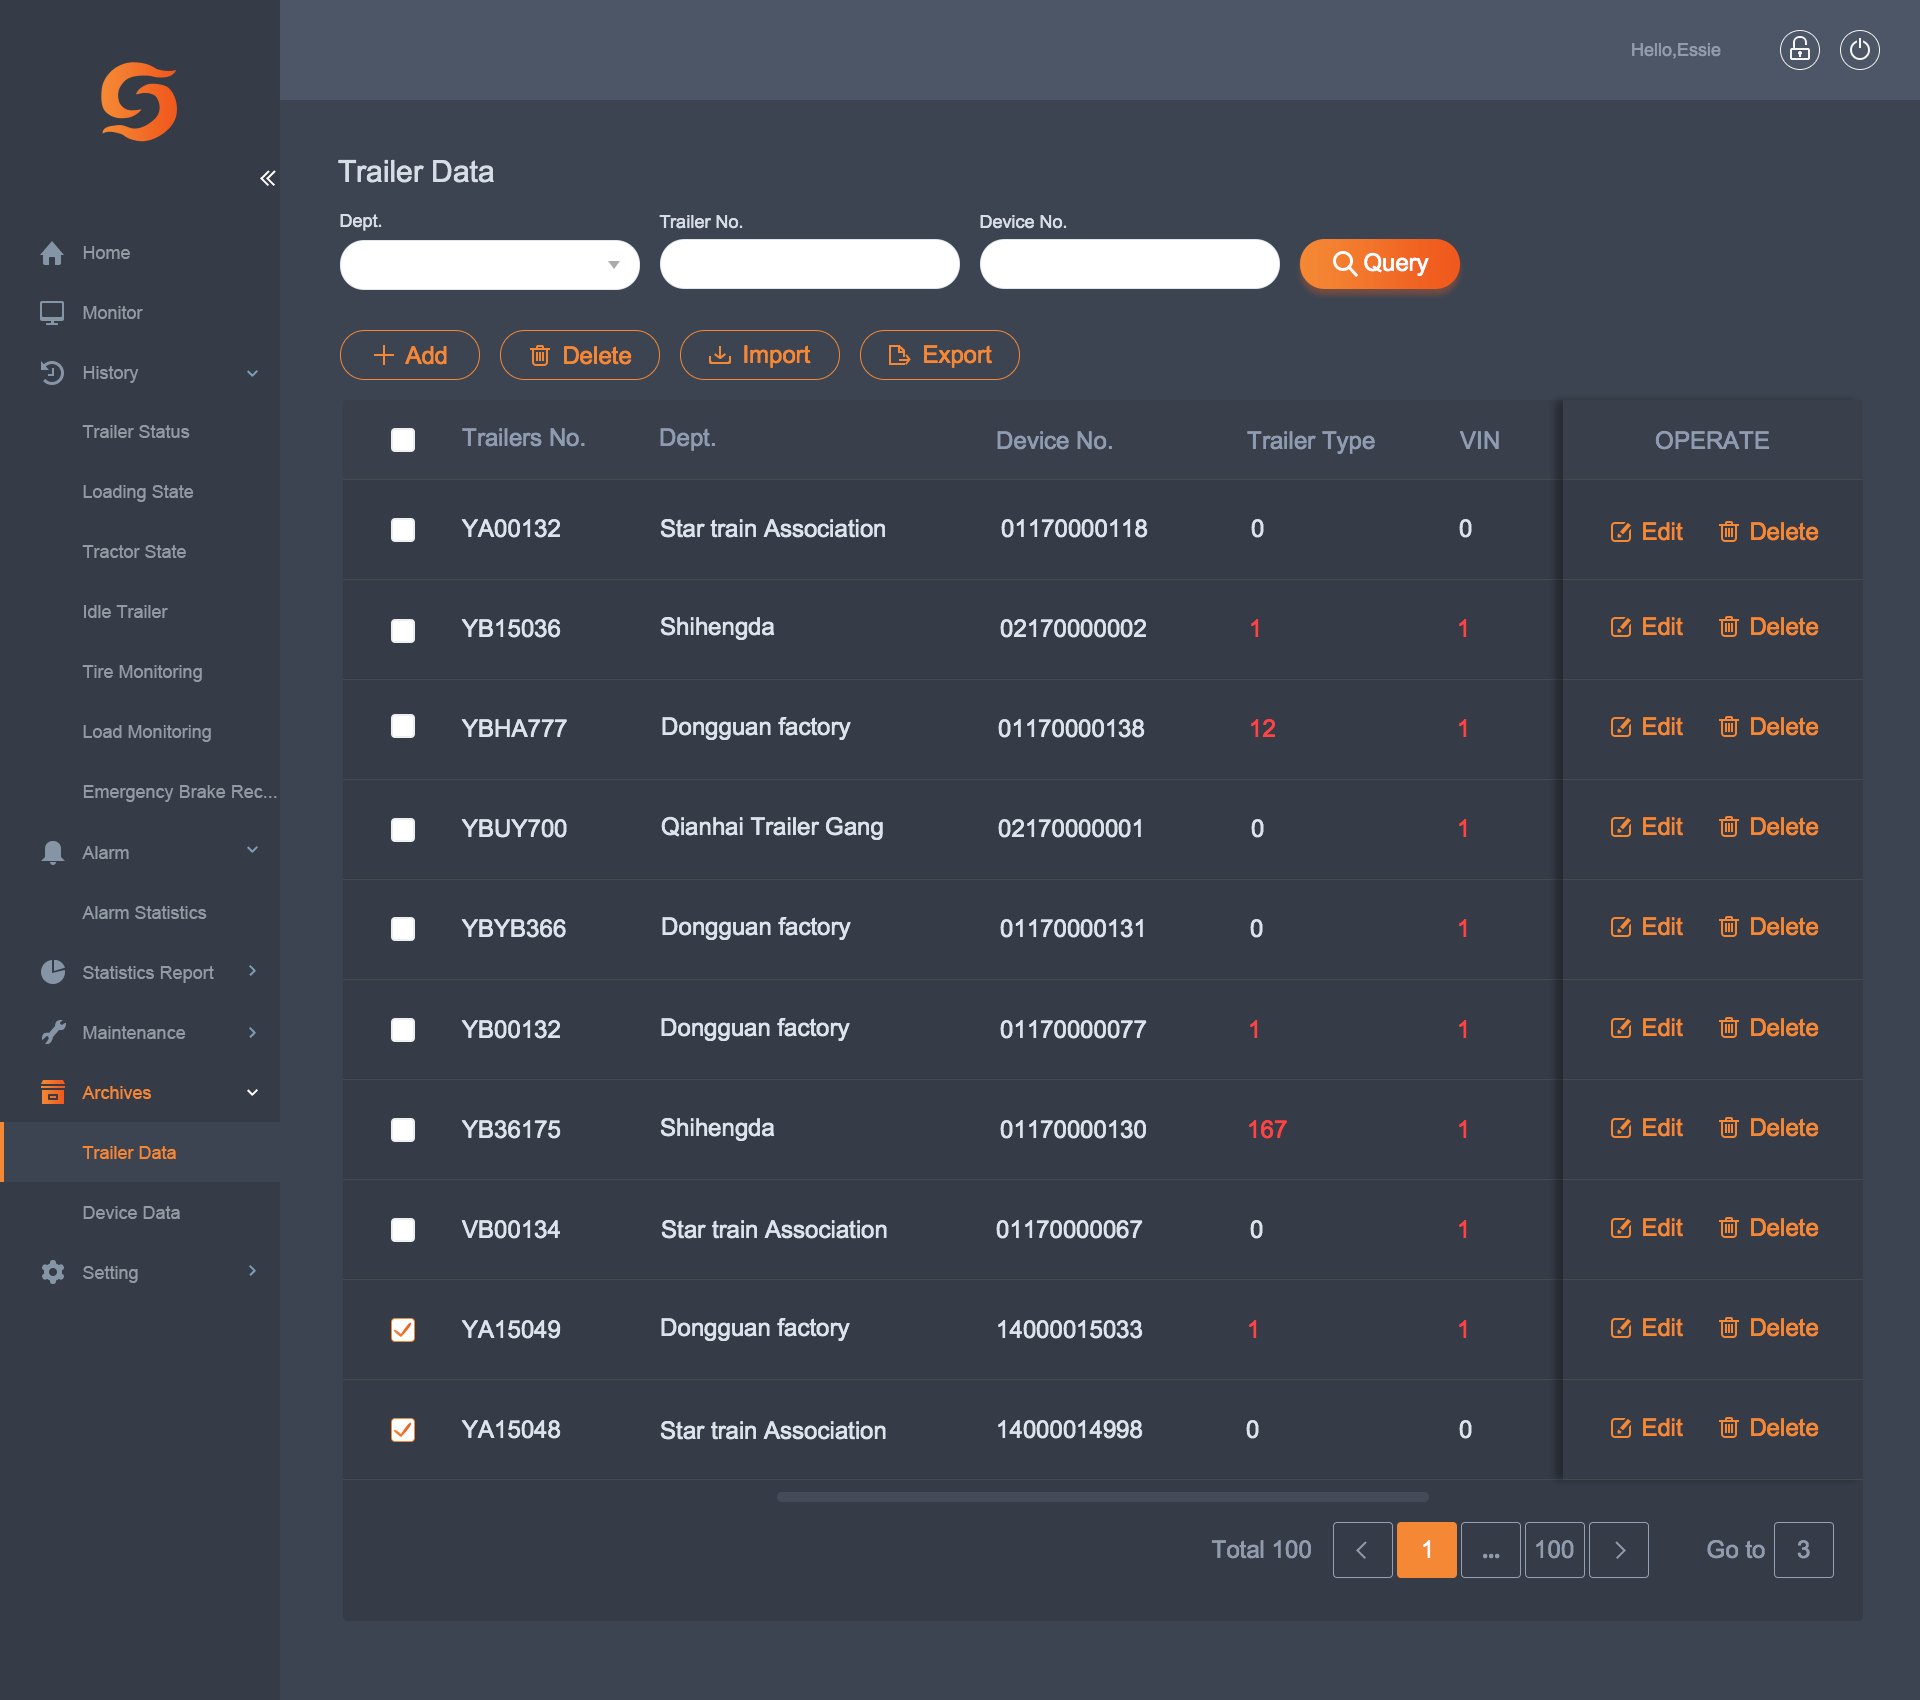 Hello,Essie
Home
Monitor
History
Trailer Status
Loading State
Tractor State
Idle Trailer
Tire Monitoring
Load Monitoring
Emergency Brake Rec...
Alarm
Alarm Statistics
Statistics Report
Maintenance
Archives
Trailer Data
Device Data
Setting
Trailer Data
Dept. Trailer No. Device No.
Query
Add Delete Import Export
Trailers No. Dept. Device No. Trailer Type VIN OPERATE
YA00132 Star train Association 01170000118 0 0 Edit Delete
YB15036 Shihengda 02170000002 1 1 Edit Delete
YBHA777 Dongguan factory 01170000138 12 1 Edit Delete
YBUY700 Qianhai Trailer Gang 02170000001 0 1 Edit Delete
YBYB366 Dongguan factory 01170000131 0 1 Edit Delete
YB00132 Dongguan factory 01170000077 1 1 Edit Delete
YB36175 Shihengda 01170000130 167 1 Edit Delete
VB00134 Star train Association 01170000067 0 1 Edit Delete
YA15049 Dongguan factory 14000015033 1 1 Edit Delete
YA15048 Star train Association 14000014998 0 0 Edit Delete
Total 100 1 ... 100 Go to 3